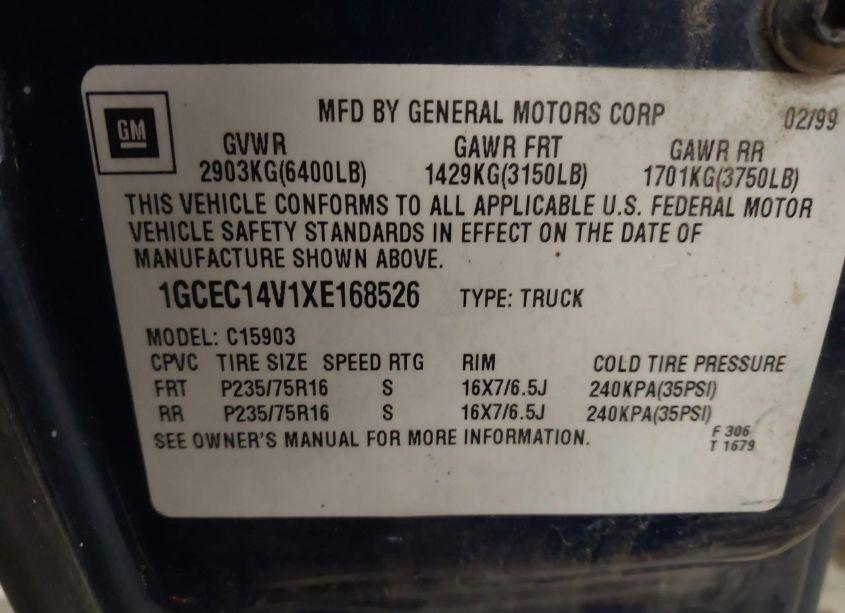 GM
MFD BY GENERAL MOTORS CORP 02/99
GVWR GAWR FRT GAWR RR
2903KG(6400LB) 1429KG(3150LB) 1701KG(3750LB)
THIS VEHICLE CONFORMS TO ALL APPLICABLE U.S. FEDERAL MOTOR
VEHICLE SAFETY STANDARDS IN EFFECT ON THE DATE OF
MANUFACTURE SHOWN ABOVE.
1GCEC14V1XE168526 TYPE: TRUCK
MODEL: C15903
CPVC TIRE SIZE SPEED RTG RIM COLD TIRE PRESSURE
FRT P235/75R16 S 16X7/6.5J 240KPA(35PSI)
RR P235/75R16 S 16X7/6.5J 240KPA(35PSI)
SEE OWNER'S MANUAL FOR MORE INFORMATION.
F 306
T 1679